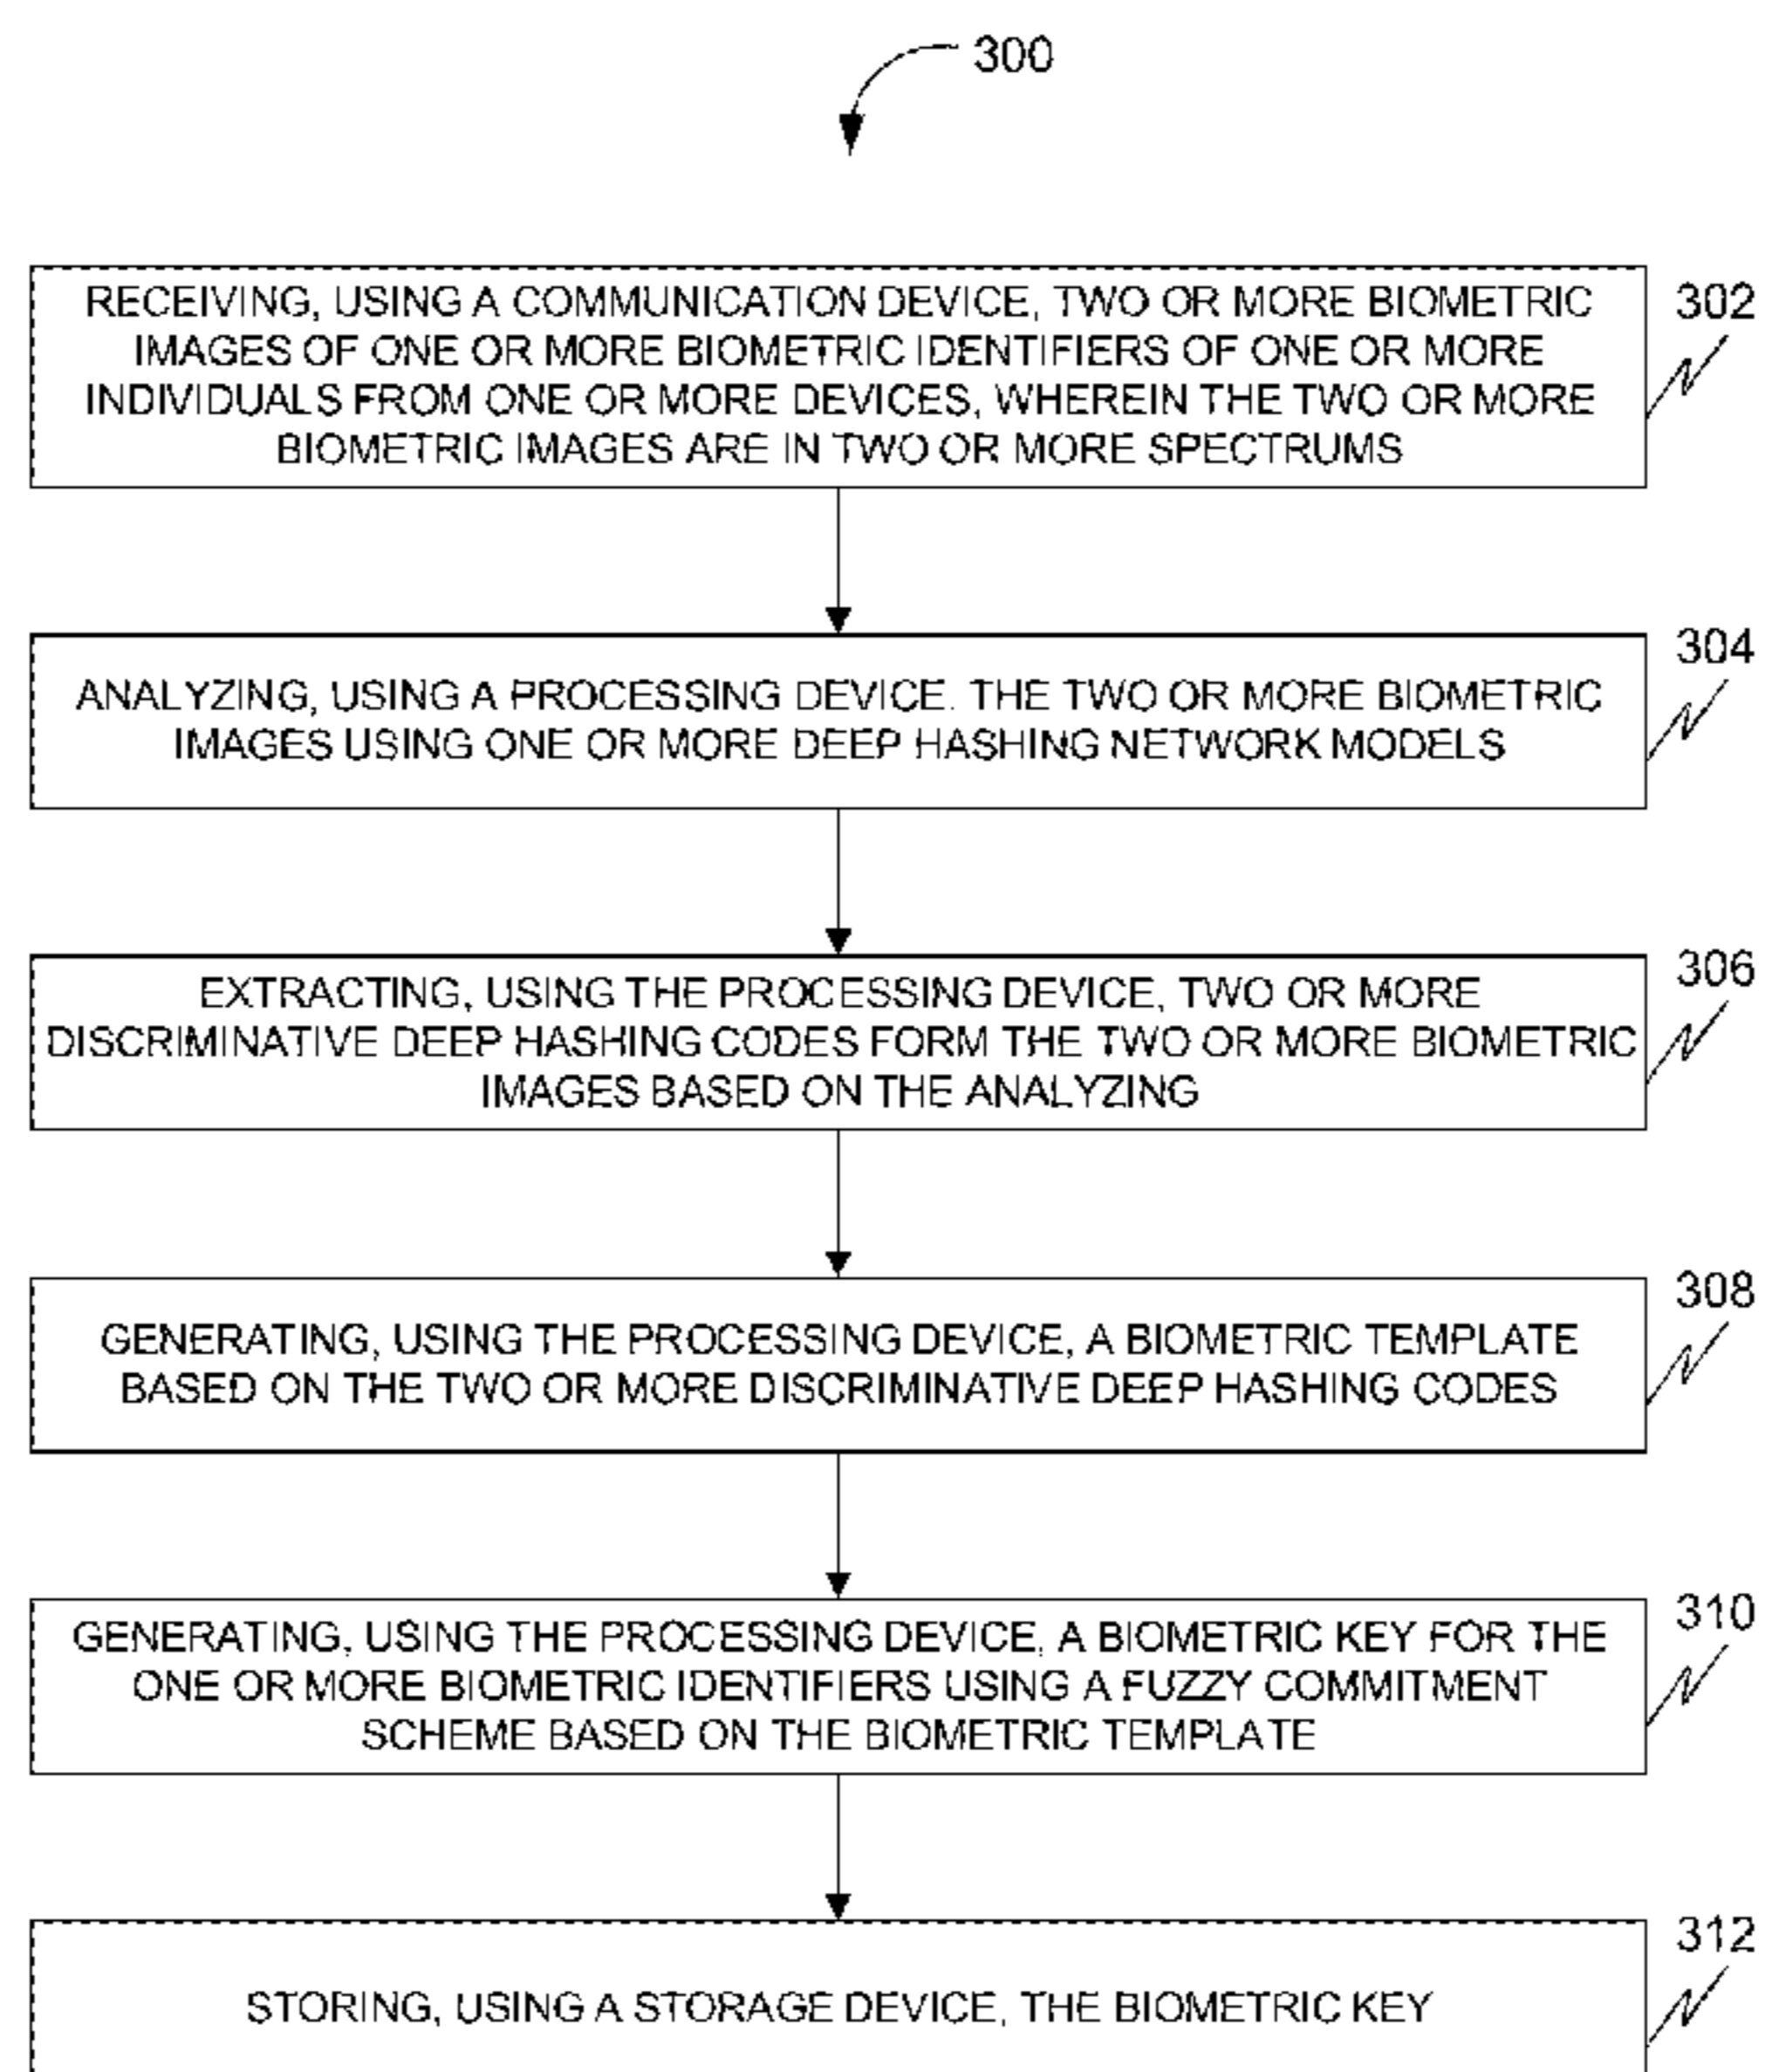 300
RECEIVING, USING A COMMUNICATION DEVICE, TWO OR MORE BIOMETRIC
IMAGES OF ONE OR MORE BIOMETRIC IDENTIFIERS OF ONE OR MORE
INDIVIDUALS FROM ONE OR MORE DEVICES, WHEREIN THE TWO OR MORE
BIOMETRIC IMAGES ARE IN TWO OR MORE SPECTRUMS
302
ANALYZING, USING A PROCESSING DEVICE. THE TWO OR MORE BIOMETRIC
IMAGES USING ONE OR MORE DEEP HASHING NETWORK MODELS
304
EXTRACTING, USING THE PROCESSING DEVICE, TWO OR MORE
DISCRIMINATIVE DEEP HASHING CODES FORM THE TWO OR MORE BIOMETRIC
IMAGES BASED ON THE ANALYZING
306
GENERATING, USING THE PROCESSING DEVICE, A BIOMETRIC TEMPLATE
BASED ON THE TWO OR MORE DISCRIMINATIVE DEEP HASHING CODES
308
GENERATING, USING THE PROCESSING DEVICE, A BIOMETRIC KEY FOR THE
ONE OR MORE BIOMETRIC IDENTIFIERS USING A FUZZY COMMITMENT
SCHEME BASED ON THE BIOMETRIC TEMPLATE
310
STORING, USING A STORAGE DEVICE, THE BIOMETRIC KEY
312